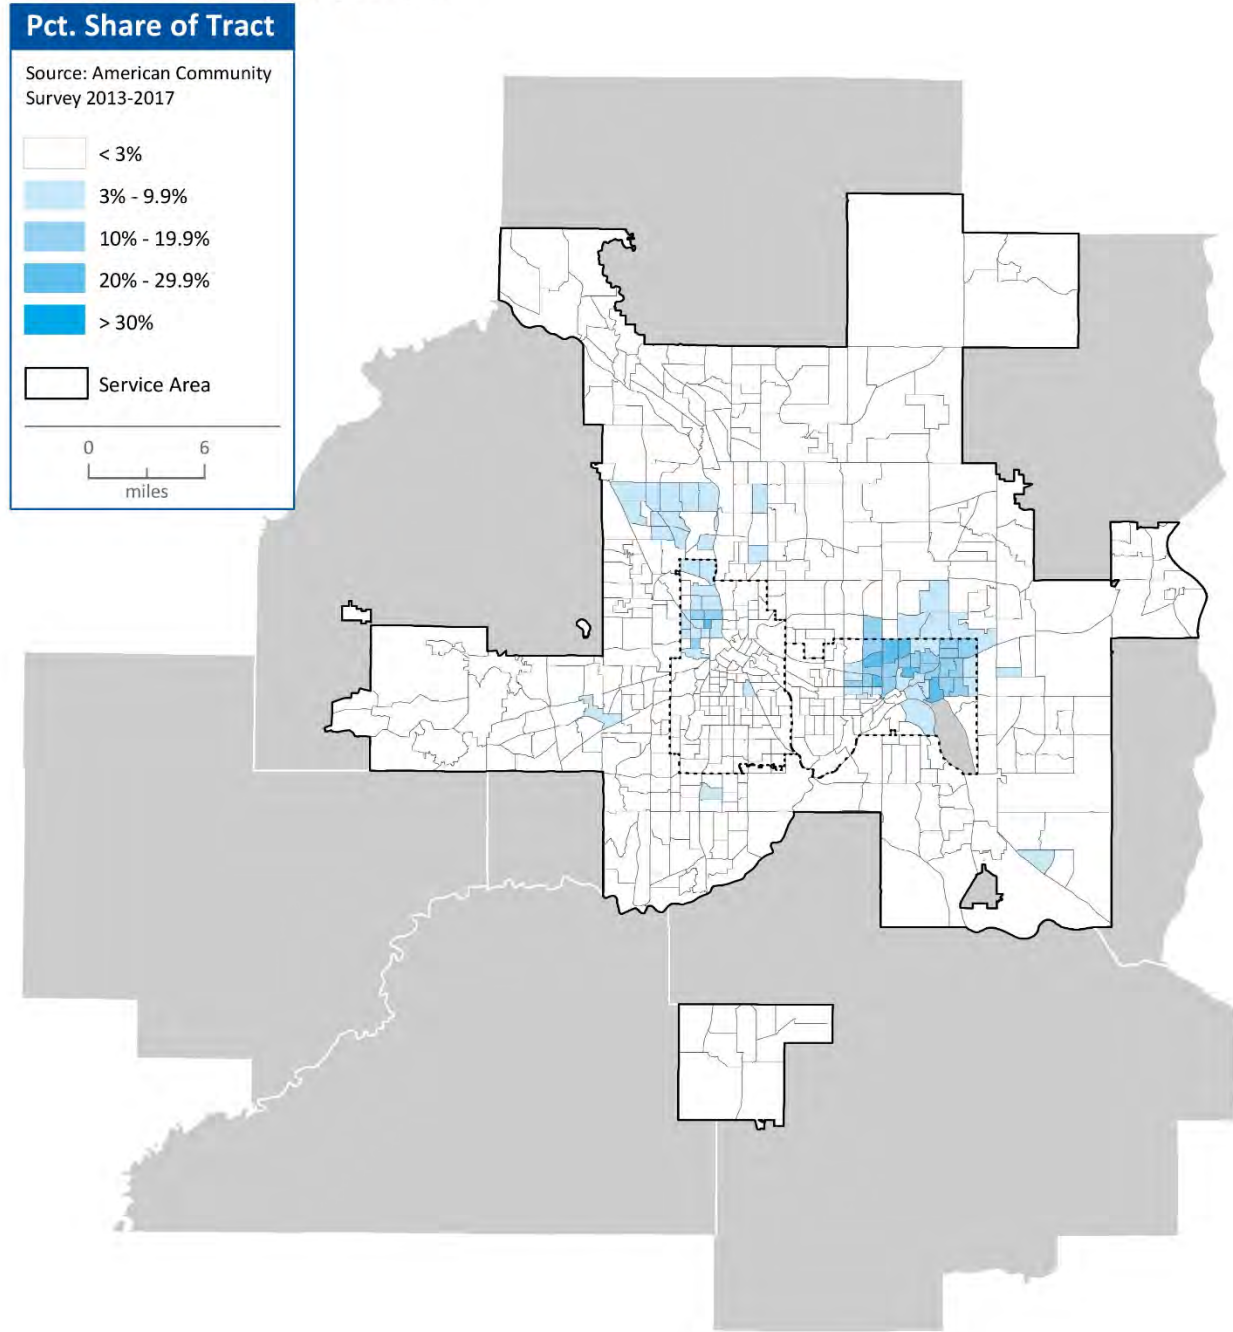 Pct. Share of Tract
Source: American Community
Survey 2013-2017
< 3%
3% - 9.9%
10% - 19.9%
20% - 29.9%
> 30%
Service Area
0 6
miles